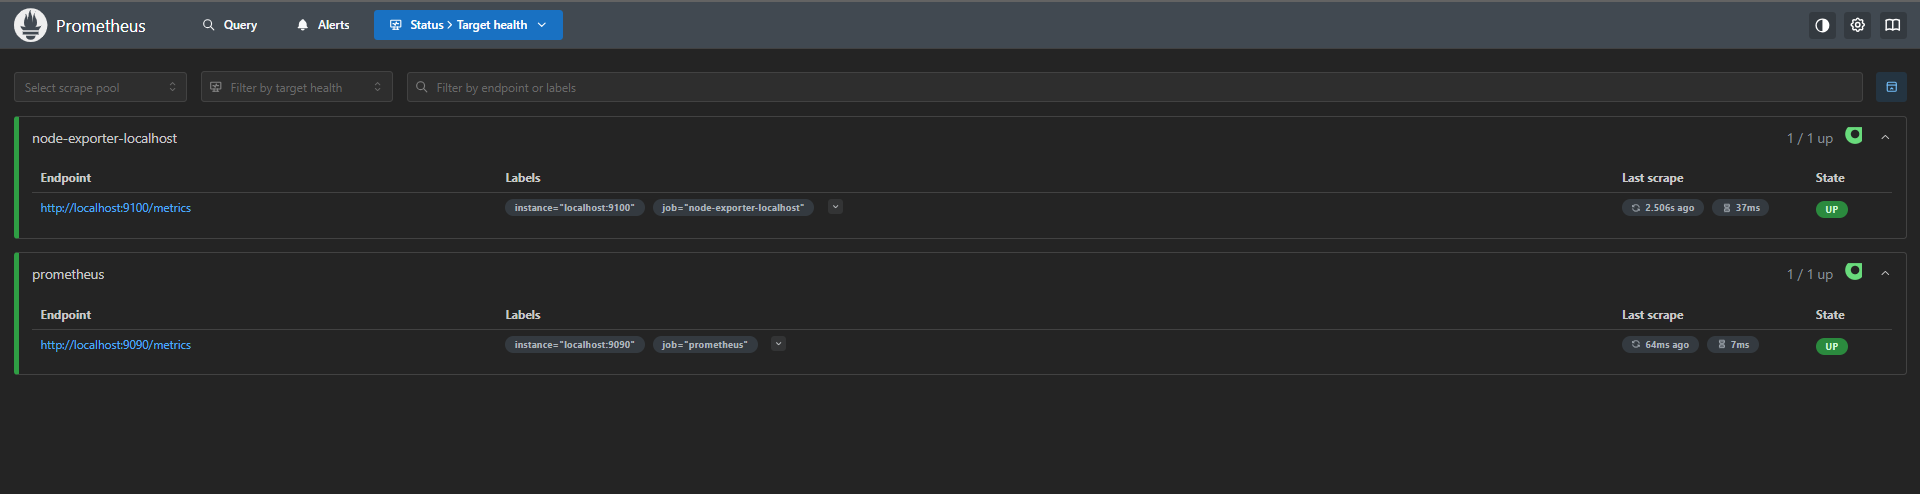 Prometheus Query Alerts Status > Target health
Select scrape pool Filter by target health Filter by endpoint or labels
node-exporter-localhost 1 / 1 up
Endpoint Labels Last scrape State
http://localhost:9100/metrics instance="localhost:9100" job="node-exporter-localhost" 2.506s ago 37ms UP
prometheus 1 / 1 up
Endpoint Labels Last scrape State
http://localhost:9090/metrics instance="localhost:9090" job="prometheus" 64ms ago 7ms UP